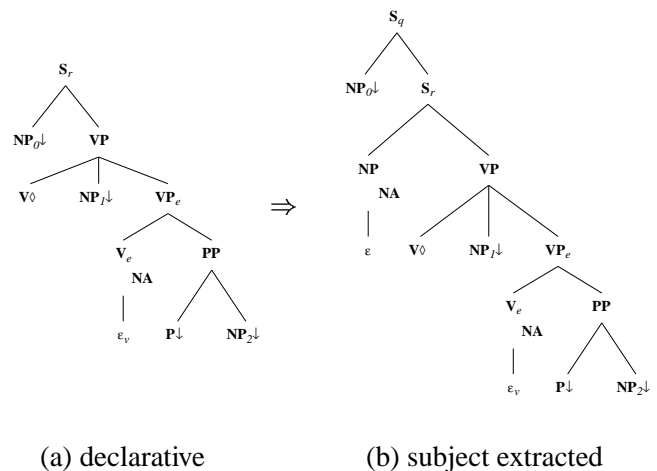 S_q
S_r
NP_0↓ S_r
NP_0↓ VP
NP VP
NA
V◊ NP_1↓ VP_e
⇒
ε V◊ NP_1↓ VP_e
V_e PP
NA
V_e PP
NA
ε_v P↓ NP_2↓
ε_v P↓ NP_2↓
(a) declarative (b) subject extracted